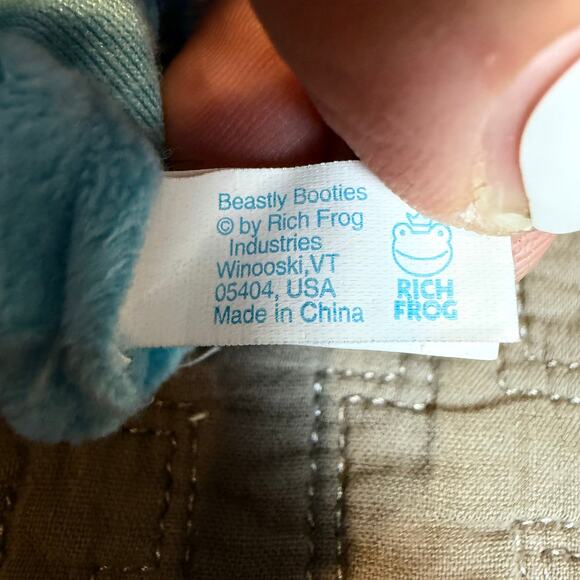 Beastly Booties
© by Rich Frog
Industries
Winooski,VT
05404, USA
Made in China
RICH
FROG